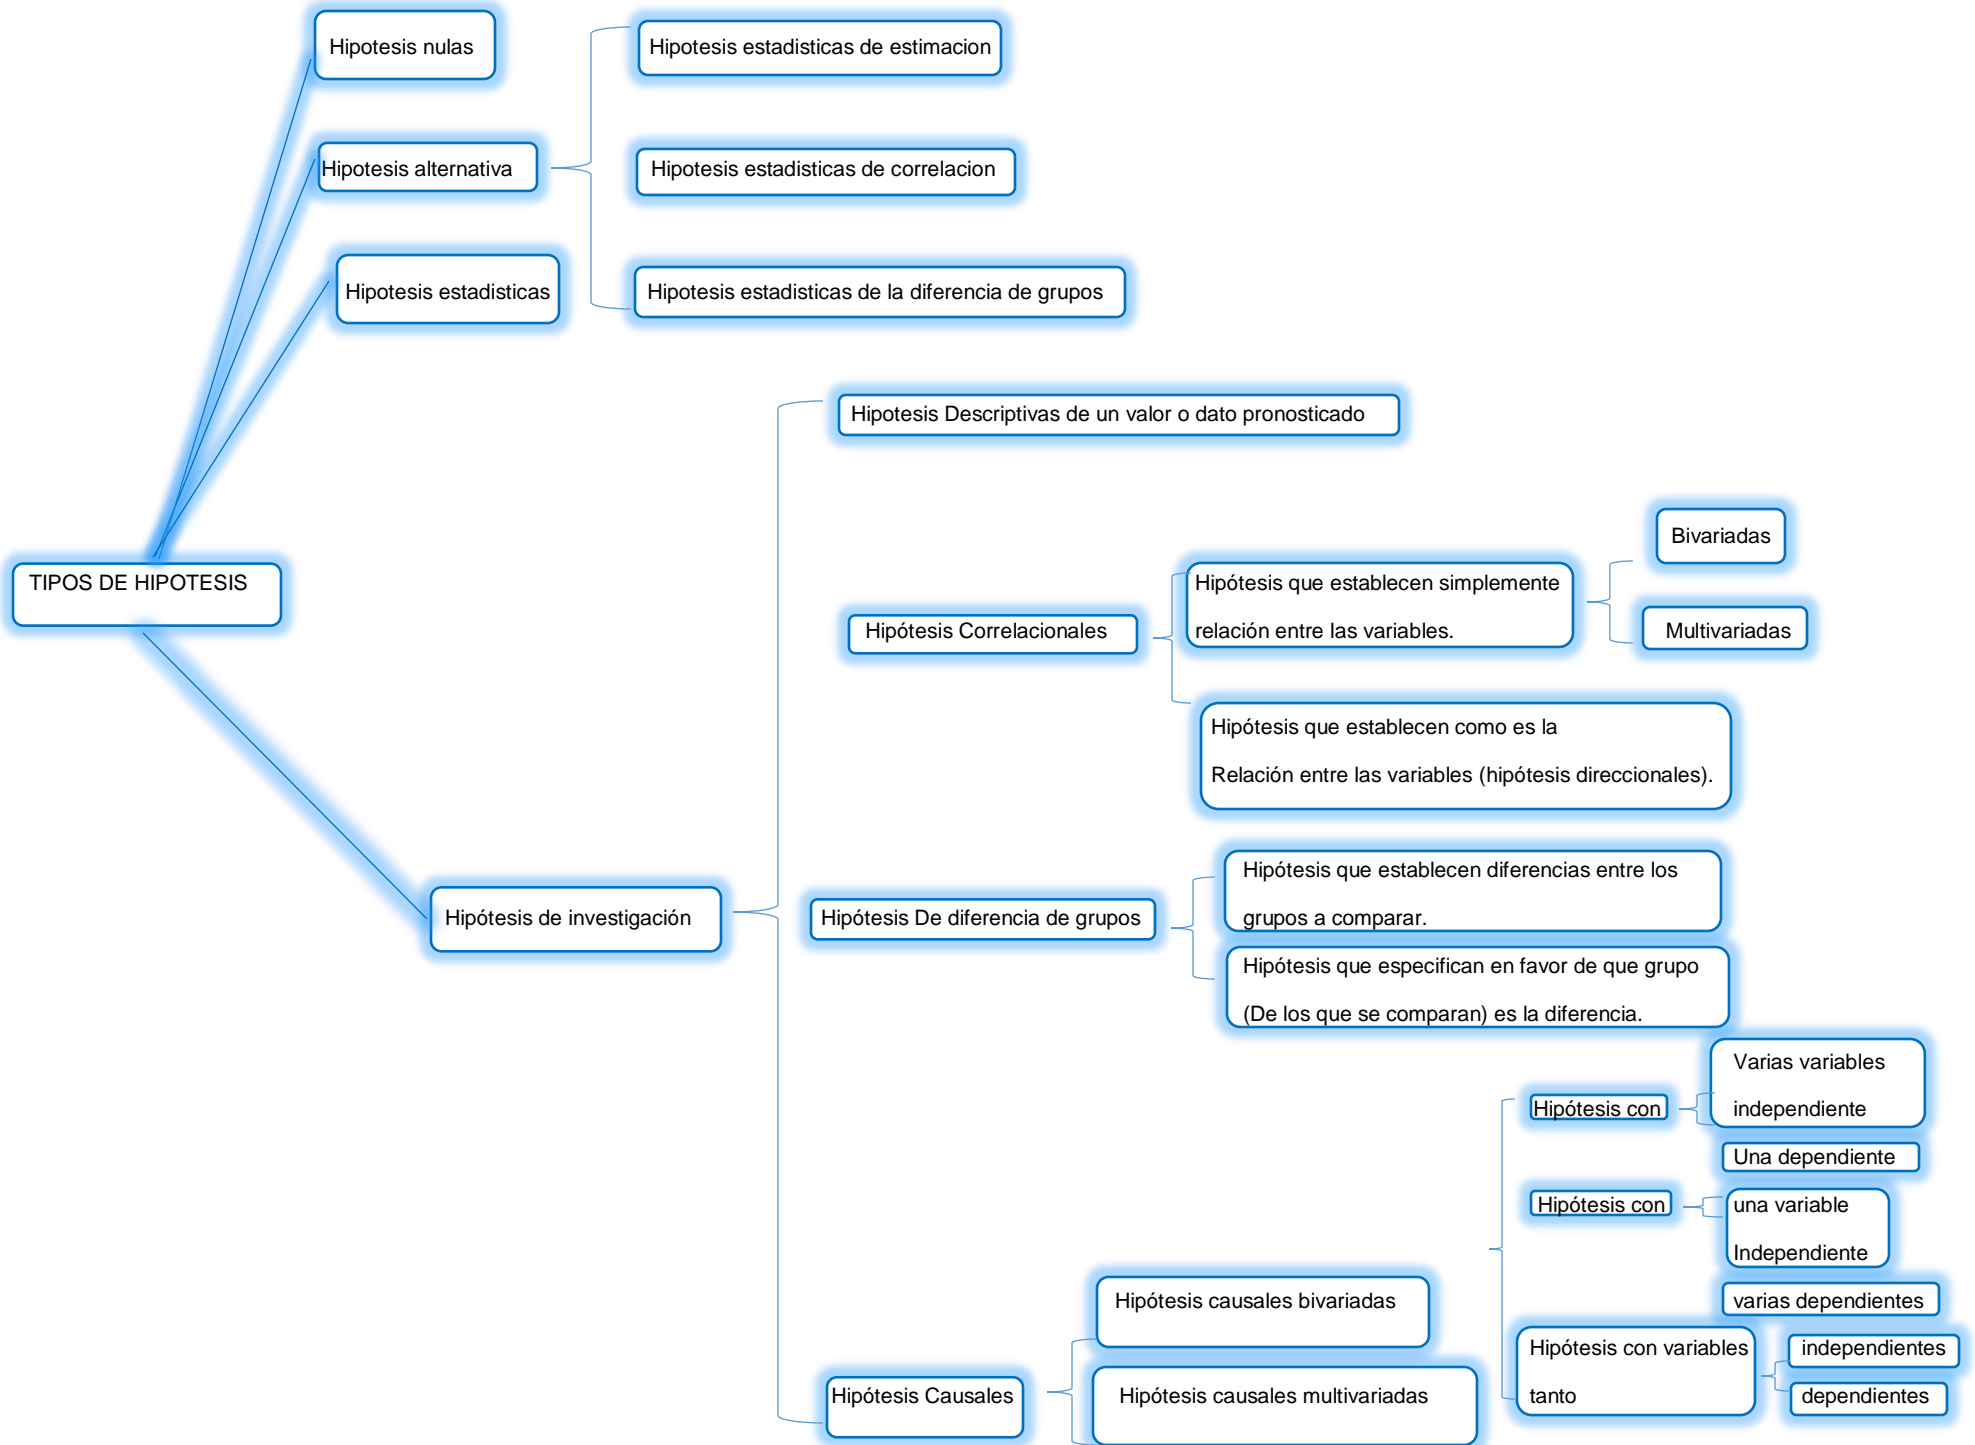 Hipotesis nulas
Hipotesis estadisticas de estimacion
Hipotesis alternativa
Hipotesis estadisticas de correlacion
Hipotesis estadisticas
Hipotesis estadisticas de la diferencia de grupos
Hipotesis Descriptivas de un valor o dato pronosticado
Bivariadas
TIPOS DE HIPOTESIS
Hipótesis que establecen simplemente
relación entre las variables.
Hipótesis Correlacionales
Multivariadas
Hipótesis que establecen como es la
Relación entre las variables (hipótesis direccionales).
Hipótesis que establecen diferencias entre los
grupos a comparar.
Hipótesis de investigación
Hipótesis De diferencia de grupos
Hipótesis que especifican en favor de que grupo
(De los que se comparan) es la diferencia.
Varias variables
independiente
Hipótesis con
Una dependiente
Hipótesis con
una variable
Independiente
varias dependientes
Hipótesis causales bivariadas
Hipótesis con variables
tanto
independientes
dependientes
Hipótesis Causales
Hipótesis causales multivariadas